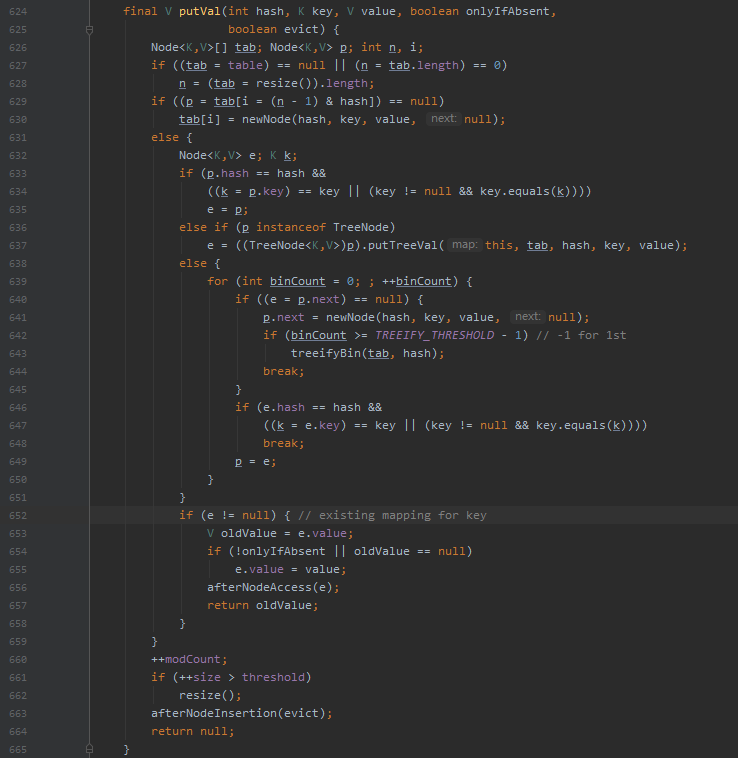 624 final V putVal(int hash, K key, V value, boolean onlyIfAbsent,
625 boolean evict) {
626 Node<K,V>[] tab; Node<K,V> p; int n, i;
627 if ((tab = table) == null || (n = tab.length) == 0)
628 n = (tab = resize()).length;
629 if ((p = tab[i = (n - 1) & hash]) == null)
630 tab[i] = newNode(hash, key, value, next: null);
631 else {
632 Node<K,V> e; K k;
633 if (p.hash == hash &&
634 ((k = p.key) == key || (key != null && key.equals(k))))
635 e = p;
636 else if (p instanceof TreeNode)
637 e = ((TreeNode<K,V>)p).putTreeVal( map: this, tab, hash, key, value);
638 else {
639 for (int binCount = 0; ; ++binCount) {
640 if ((e = p.next) == null) {
641 p.next = newNode(hash, key, value, next: null);
642 if (binCount >= TREEIFY_THRESHOLD - 1) // -1 for 1st
643 treeifyBin(tab, hash);
644 break;
645 }
646 if (e.hash == hash &&
647 ((k = e.key) == key || (key != null && key.equals(k))))
648 break;
649 p = e;
650 }
651 }
652 if (e != null) { // existing mapping for key
653 V oldValue = e.value;
654 if (!onlyIfAbsent || oldValue == null)
655 e.value = value;
656 afterNodeAccess(e);
657 return oldValue;
658 }
659 }
660 ++modCount;
661 if (++size > threshold)
662 resize();
663 afterNodeInsertion(evict);
664 return null;
665 }